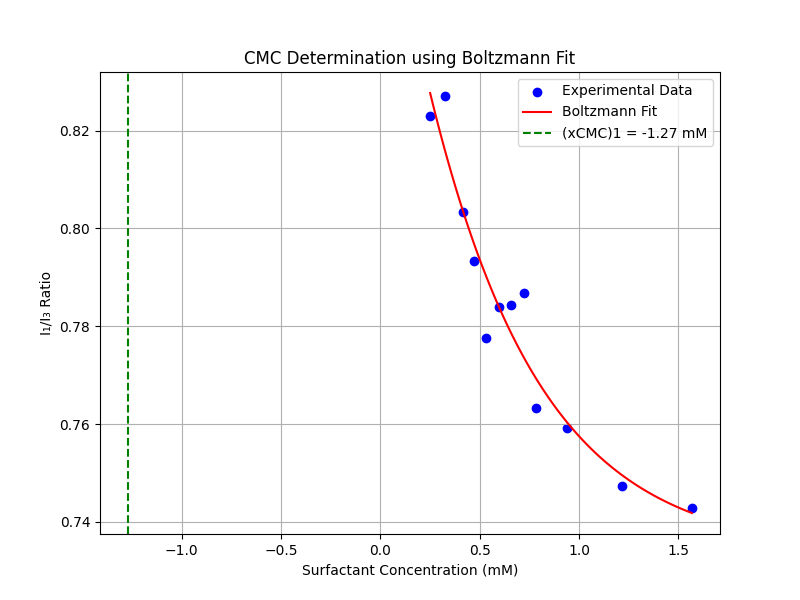 CMC Determination using Boltzmann Fit
Experimental Data
Boltzmann Fit
(xCMC)1 = -1.27 mM
0.82
0.80
0.78
0.76
0.74
I₁/I₃ Ratio
−1.0 −0.5 0.0 0.5 1.0 1.5
Surfactant Concentration (mM)